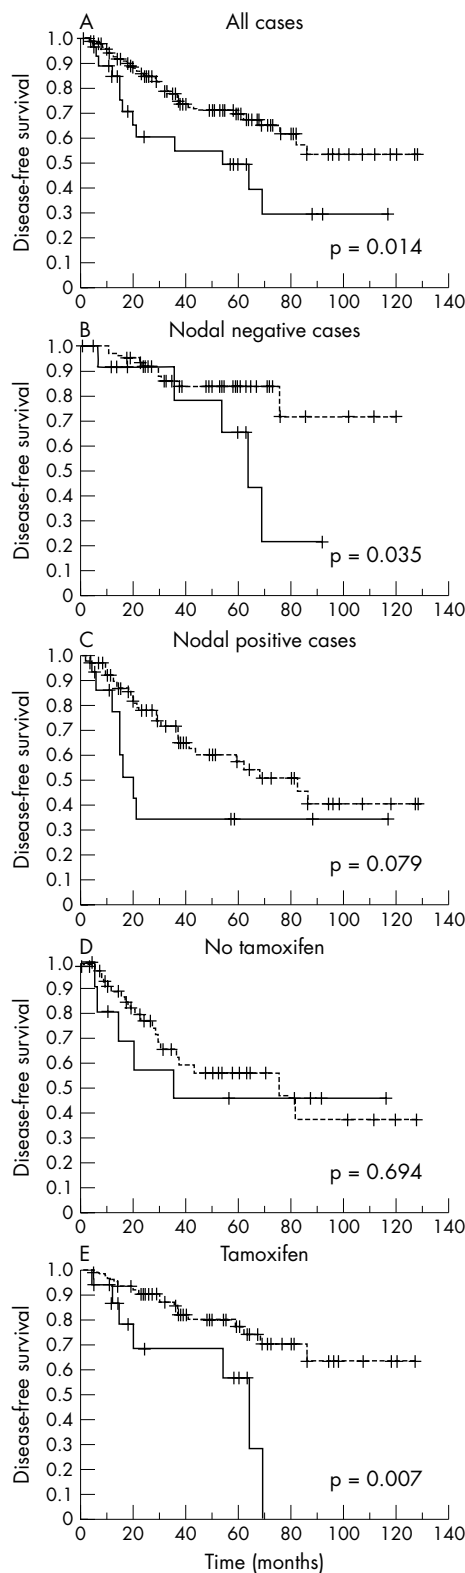 A All cases
1.0
0.9
0.8
0.7
0.6
0.5
0.4
0.3
0.2
0.1
0
Disease-free survival
p = 0.014
0 20 40 60 80 100 120 140
B Nodal negative cases
1.0
0.9
0.8
0.7
0.6
0.5
0.4
0.3
0.2
0.1
0
Disease-free survival
p = 0.035
0 20 40 60 80 100 120 140
C Nodal positive cases
1.0
0.9
0.8
0.7
0.6
0.5
0.4
0.3
0.2
0.1
0
Disease-free survival
p = 0.079
0 20 40 60 80 100 120 140
D No tamoxifen
1.0
0.9
0.8
0.7
0.6
0.5
0.4
0.3
0.2
0.1
0
Disease-free survival
p = 0.694
0 20 40 60 80 100 120 140
E Tamoxifen
1.0
0.9
0.8
0.7
0.6
0.5
0.4
0.3
0.2
0.1
0
Disease-free survival
p = 0.007
0 20 40 60 80 100 120 140
Time (months)